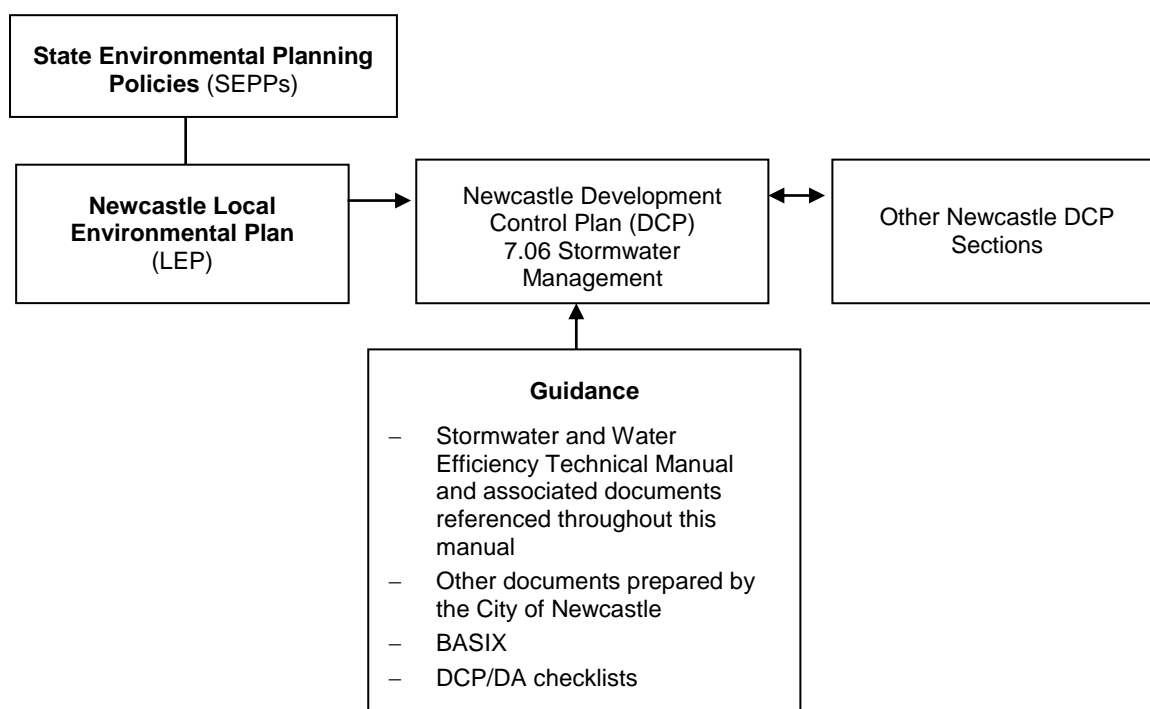 State Environmental Planning
Policies (SEPPs)
Newcastle Local
Environmental Plan
(LEP)
Newcastle Development
Control Plan (DCP)
7.06 Stormwater
Management
Other Newcastle DCP
Sections
Guidance
– Stormwater and Water
Efficiency Technical Manual
and associated documents
referenced throughout this
manual
– Other documents prepared by
the City of Newcastle
– BASIX
– DCP/DA checklists